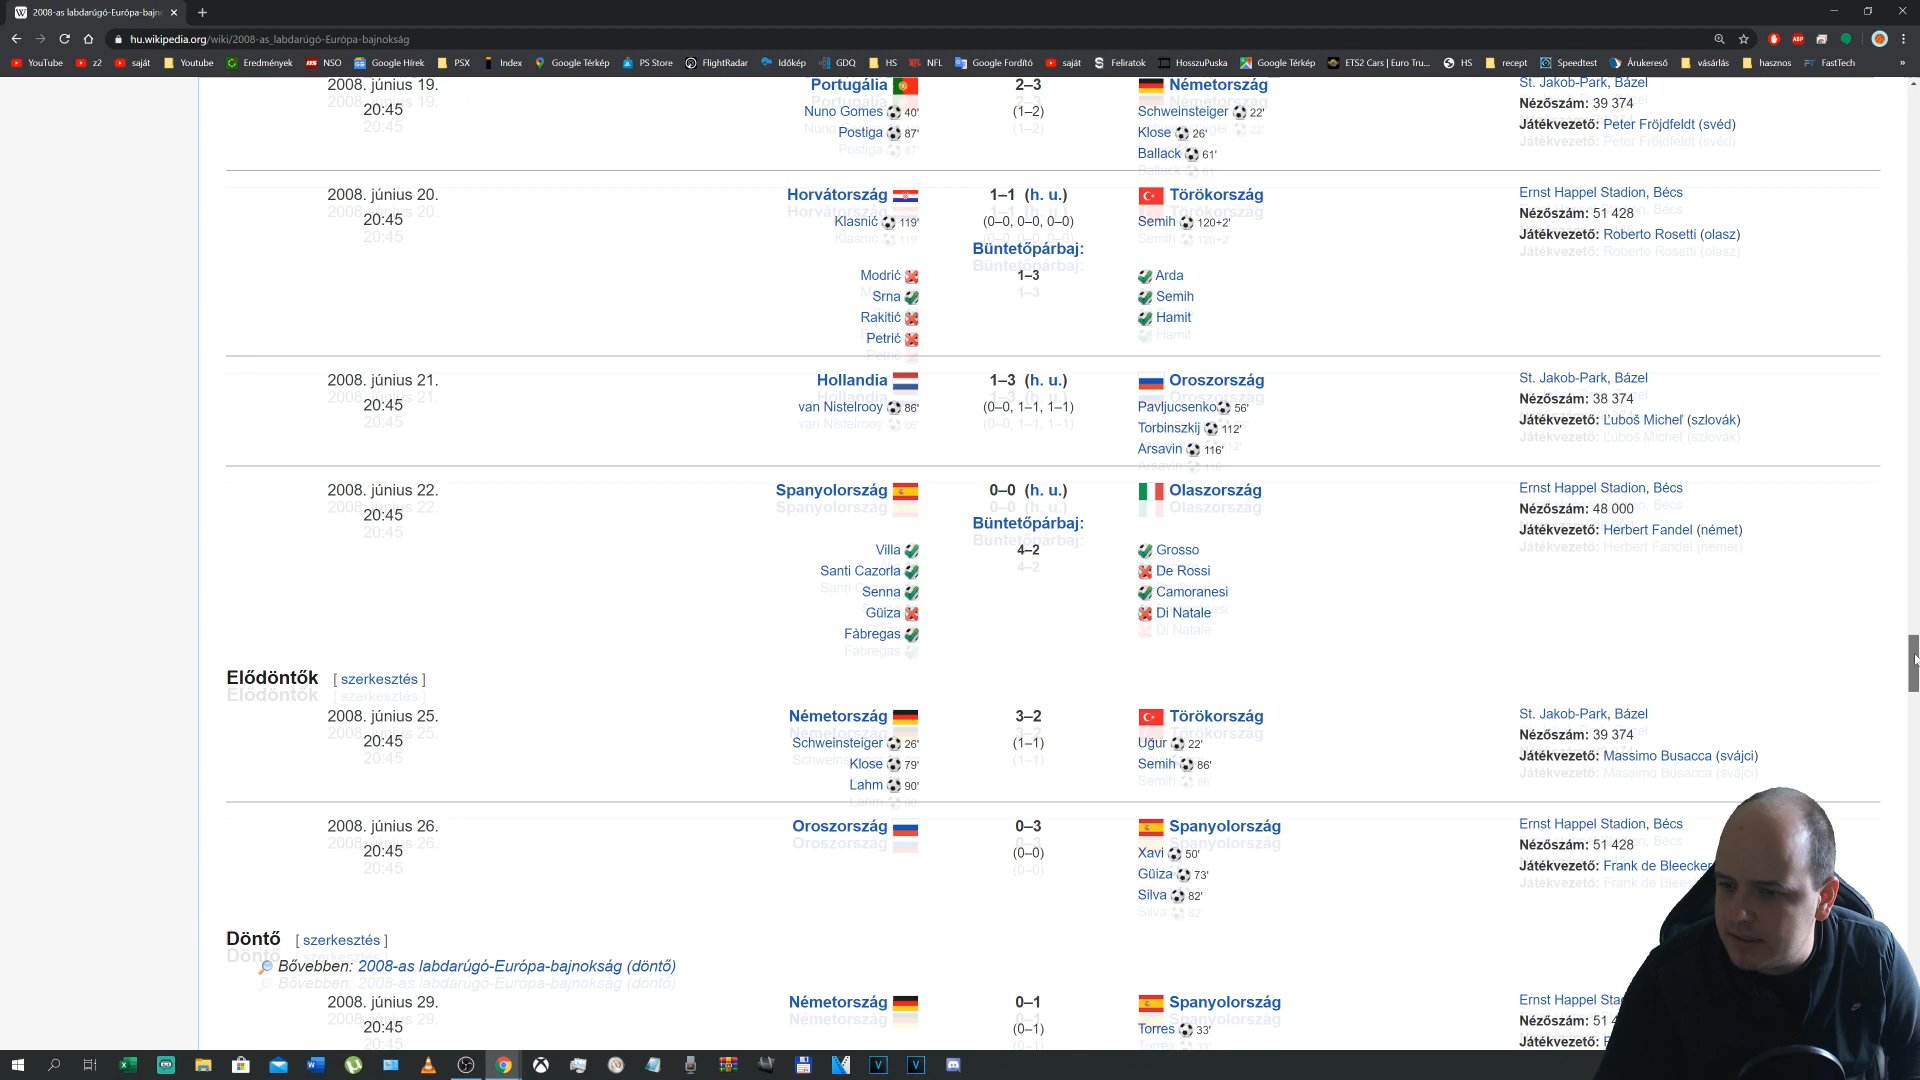 2008-as labdarúgó-Európa-bajn
hu.wikipedia.org/wiki/2008-as_labdarúgó-Európa-bajnokság
YouTube z2 saját Youtube Eredmények NSO Google Hírek PSX Index Google Térkép PS Store FlightRadar Időkép GDQ HS NFL Google Fordító saját Feliratok HosszuPuska Google Térkép ETS2 Cars | Euro Tru... HS recept Speedtest Árukereső vásárlás hasznos FastTech
2008. június 19. Portugália 2–3 Németország St. Jakob-Park, Bázel
20:45 Nuno Gomes 40' (1–2) Schweinsteiger 22' Nézőszám: 39 374
Postiga 87' Klose 26' Játékvezető: Peter Fröjdfeldt (svéd)
Ballack 61'
2008. június 20. Horvátország 1–1 (h. u.) Törökország Ernst Happel Stadion, Bécs
20:45 Klasnić 119' (0–0, 0–0, 0–0) Semih 120+2' Nézőszám: 51 428
Büntetőpárbaj: Játékvezető: Roberto Rosetti (olasz)
Modrić 1–3 Arda
Srna Semih
Rakitić Hamit
Petrić
2008. június 21. Hollandia 1–3 (h. u.) Oroszország St. Jakob-Park, Bázel
20:45 van Nistelrooy 86' (0–0, 1–1, 1–1) Pavljucsenko 56' Nézőszám: 38 374
Torbinszkij 112' Játékvezető: Ľuboš Micheľ (szlovák)
Arsavin 116'
2008. június 22. Spanyolország 0–0 (h. u.) Olaszország Ernst Happel Stadion, Bécs
20:45 Büntetőpárbaj: Nézőszám: 48 000
Játékvezető: Herbert Fandel (német)
Villa 4–2 Grosso
Santi Cazorla De Rossi
Senna Camoranesi
Güiza Di Natale
Fàbregas
Elődöntők [ szerkesztés ]
2008. június 25. Németország 3–2 Törökország St. Jakob-Park, Bázel
20:45 Schweinsteiger 26' (1–1) Uğur 22' Nézőszám: 39 374
Klose 79' Semih 86' Játékvezető: Massimo Busacca (svájci)
Lahm 90'
2008. június 26. Oroszország 0–3 Spanyolország Ernst Happel Stadion, Bécs
20:45 (0–0) Xavi 50' Nézőszám: 51 428
Güiza 73' Játékvezető: Frank de Bleecker
Silva 82'
Döntő [ szerkesztés ]
Bővebben: 2008-as labdarúgó-Európa-bajnokság (döntő)
2008. június 29. Németország 0–1 Spanyolország Ernst Happel
20:45 (0–1) Torres 33' Nézőszám: 51